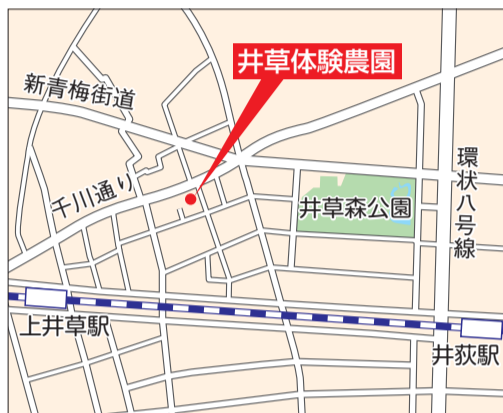 井草体験農園
新青梅街道
千川通り
井草森公園
環状八号線
上井草駅
井荻駅